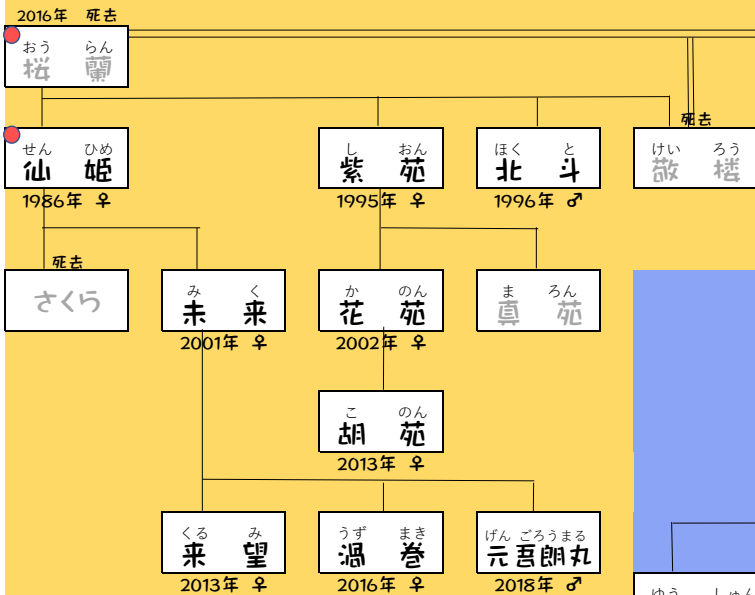 2016年 死去
おう らん
桜 蘭
死去
せん ひめ
仙 姫
1986年 ♀
し おん
紫 苑
1995年 ♀
ほく と
北 斗
1996年 ♂
けい ろう
敬 楼
死去
さくら
み く
未 来
2001年 ♀
か のん
花 苑
2002年 ♀
ま ろん
真 苑
こ のん
胡 苑
2013年 ♀
くる み
来 望
2013年 ♀
うず まき
渦 巻
2016年 ♀
げん ごろうまる
元吾朗丸
2018年 ♂
ゆう しゅん